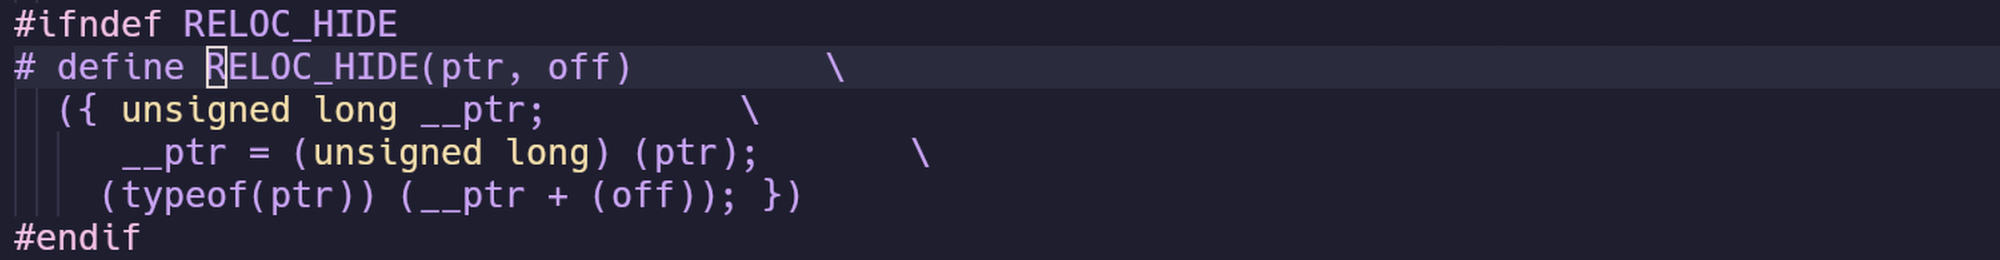 #ifndef RELOC_HIDE
# define RELOC_HIDE(ptr, off)         \
  ({ unsigned long __ptr;         \
     __ptr = (unsigned long) (ptr);       \
    (typeof(ptr)) (__ptr + (off)); })
#endif